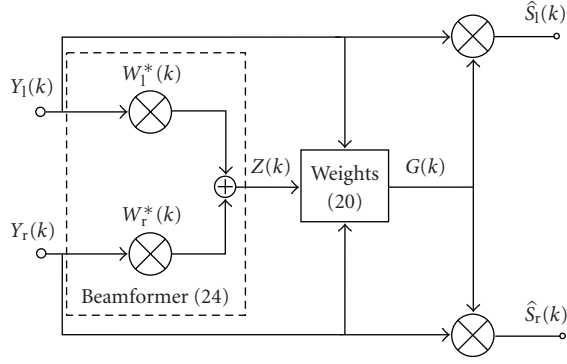 Ŝ_l(k)
Y_l(k)
W_l^*(k)
Z(k)
Weights
(20)
G(k)
W_r^*(k)
Y_r(k)
Beamformer (24)
Ŝ_r(k)